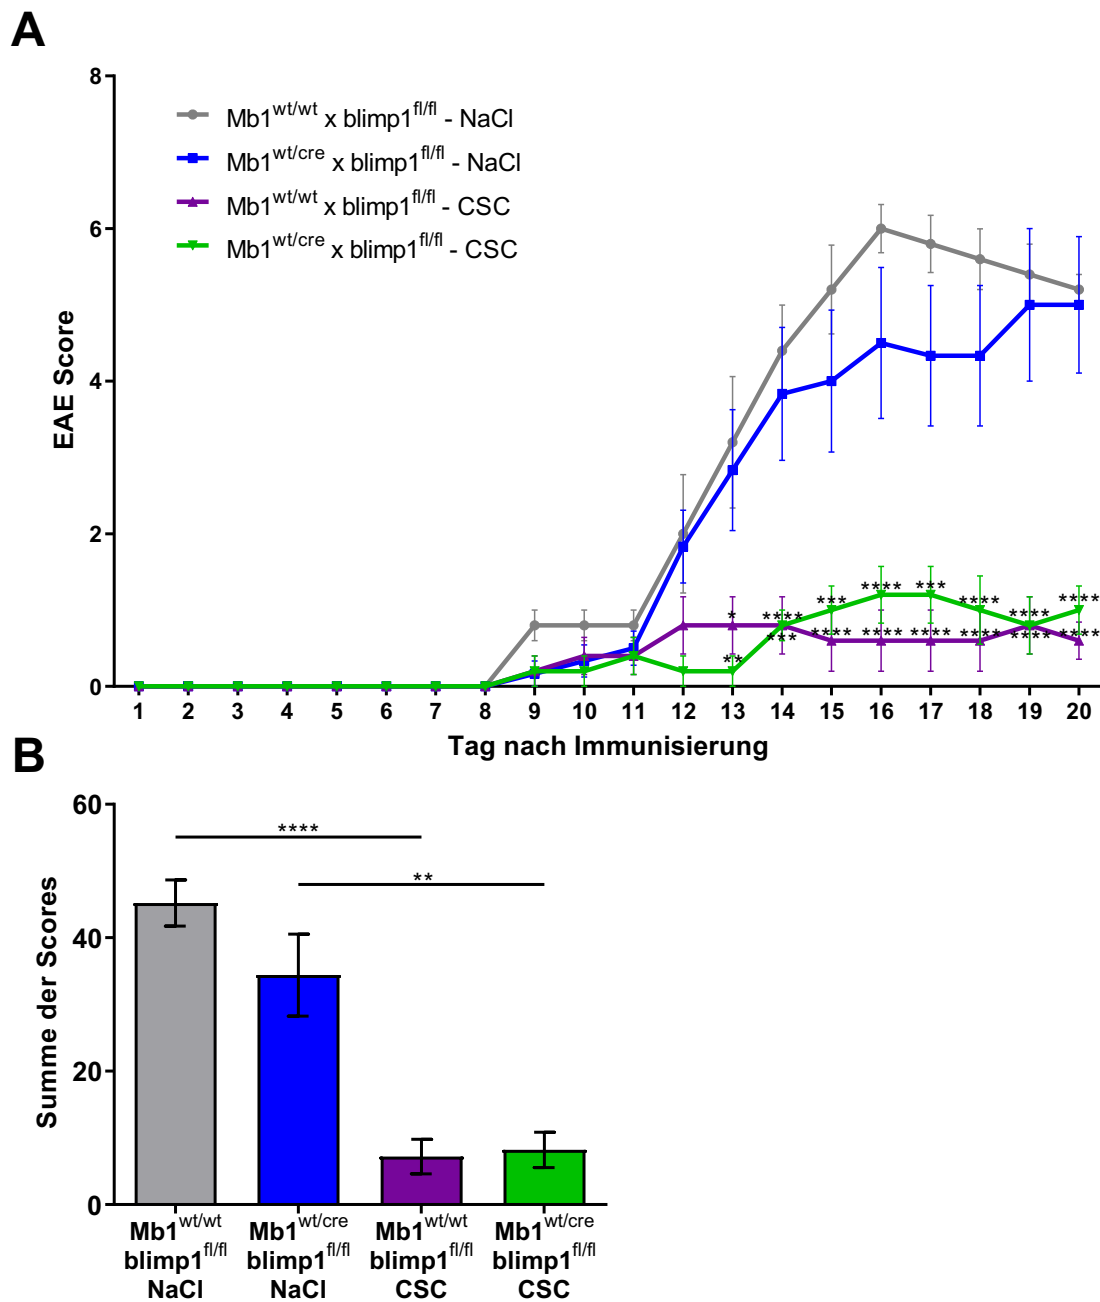 A
8
6
4
2
0
EAE Score
Mb1wt/wt x blimp1fl/fl - NaCl
Mb1wt/cre x blimp1fl/fl - NaCl
Mb1wt/wt x blimp1fl/fl - CSC
Mb1wt/cre x blimp1fl/fl - CSC
*** **** *** **** **** ****
* **** 
** *** **** **** **** **** **** ****
1 2 3 4 5 6 7 8 9 10 11 12 13 14 15 16 17 18 19 20
Tag nach Immunisierung
B
60
40
20
0
Summe der Scores
****
**
Mb1wt/wt blimp1fl/fl NaCl
Mb1wt/cre blimp1fl/fl NaCl
Mb1wt/wt blimp1fl/fl CSC
Mb1wt/cre blimp1fl/fl CSC